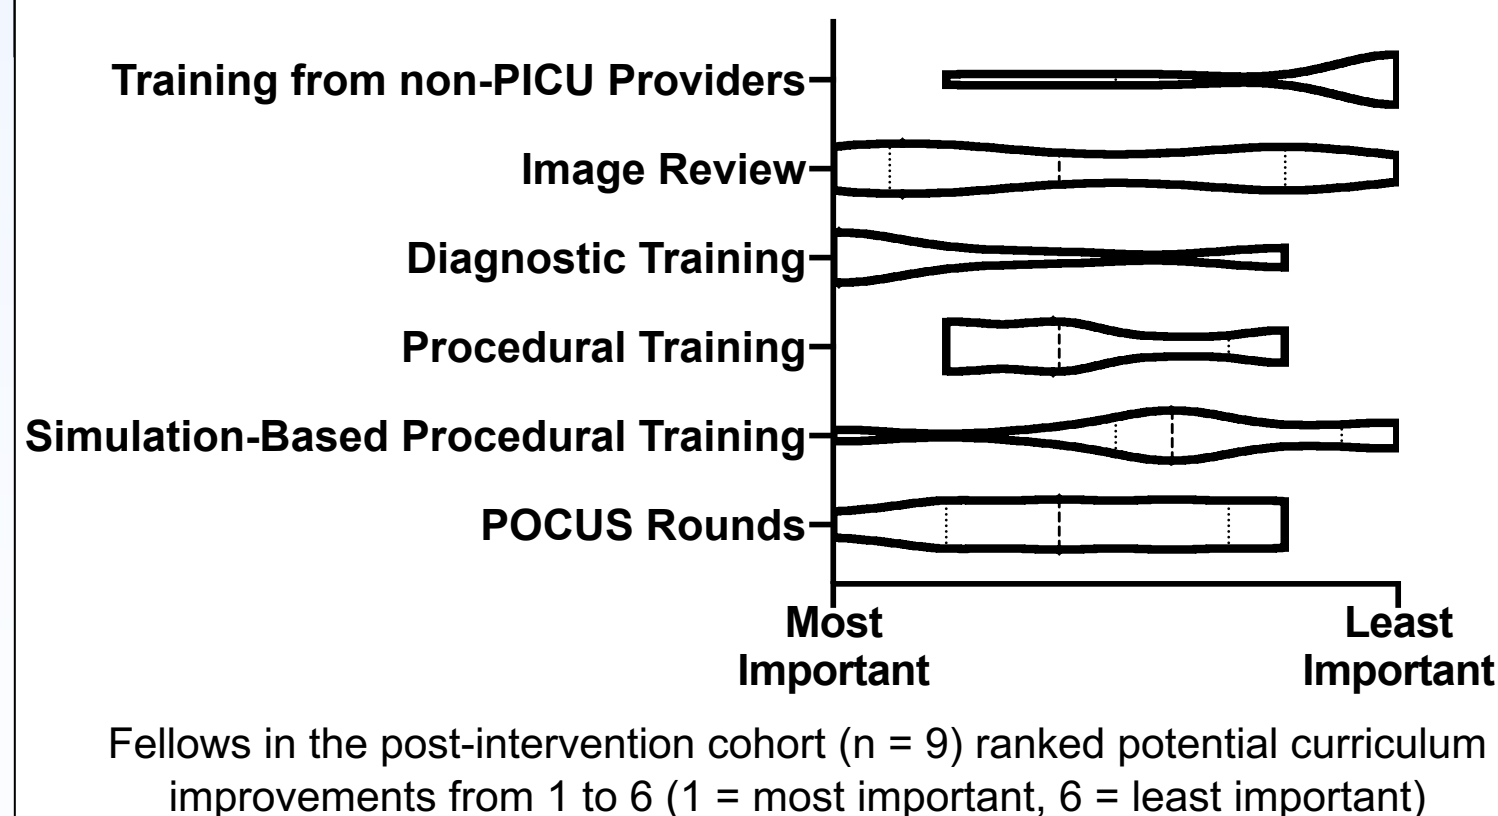 Training from non-PICU Providers
Image Review
Diagnostic Training
Procedural Training
Simulation-Based Procedural Training
POCUS Rounds
Most
Important
Least
Important
Fellows in the post-intervention cohort (n = 9) ranked potential curriculum
improvements from 1 to 6 (1 = most important, 6 = least important)